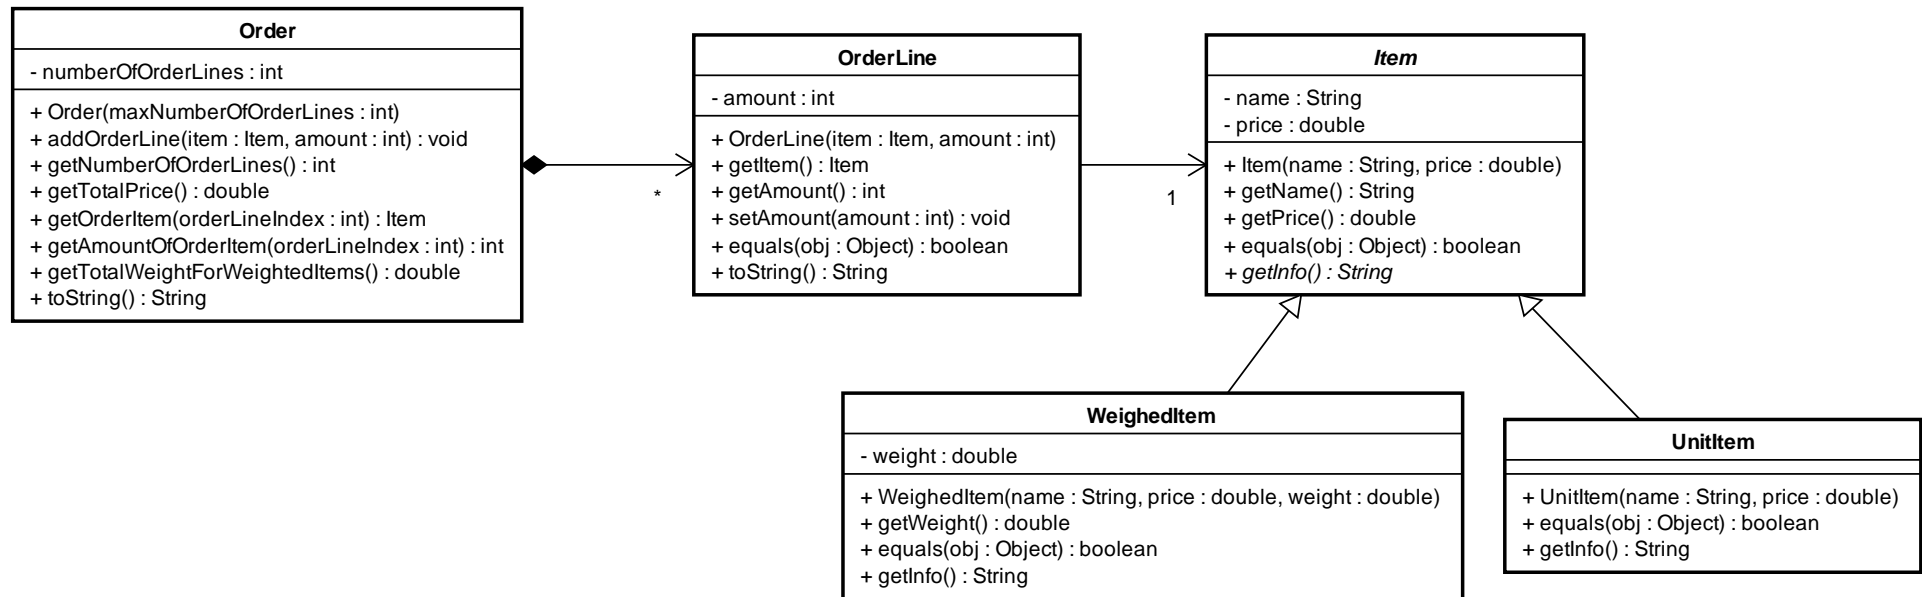 Order
- numberOfOrderLines : int
+ Order(maxNumberOfOrderLines : int)
+ addOrderLine(item : Item, amount : int) : void
+ getNumberOfOrderLines() : int
+ getTotalPrice() : double
+ getOrderItem(orderLineIndex : int) : Item
+ getAmountOfOrderItem(orderLineIndex : int) : int
+ getTotalWeightForWeightedItems() : double
+ toString() : String
*
OrderLine
- amount : int
+ OrderLine(item : Item, amount : int)
+ getItem() : Item
+ getAmount() : int
+ setAmount(amount : int) : void
+ equals(obj : Object) : boolean
+ toString() : String
1
Item
- name : String
- price : double
+ Item(name : String, price : double)
+ getName() : String
+ getPrice() : double
+ equals(obj : Object) : boolean
+ getInfo() : String
WeighedItem
- weight : double
+ WeighedItem(name : String, price : double, weight : double)
+ getWeight() : double
+ equals(obj : Object) : boolean
+ getInfo() : String
UnitItem
+ UnitItem(name : String, price : double)
+ equals(obj : Object) : boolean
+ getInfo() : String